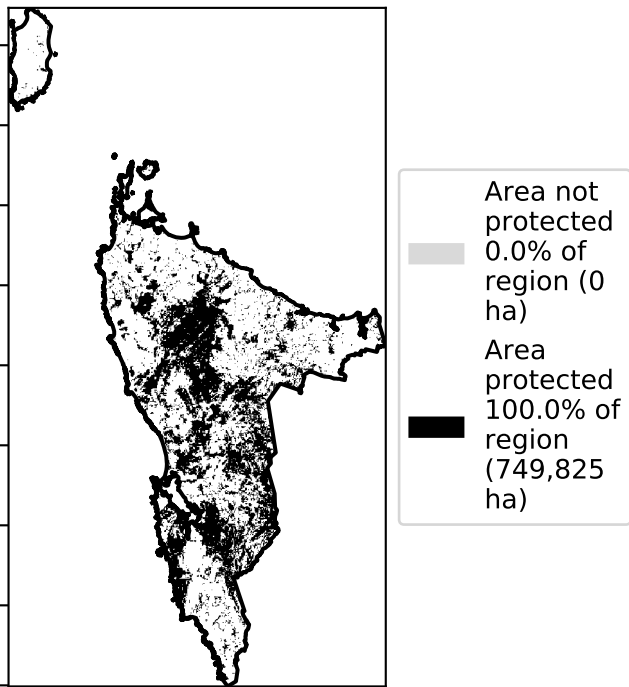 Area not
protected
0.0% of
region (0
ha)
Area
protected
100.0% of
region
(749,825
ha)